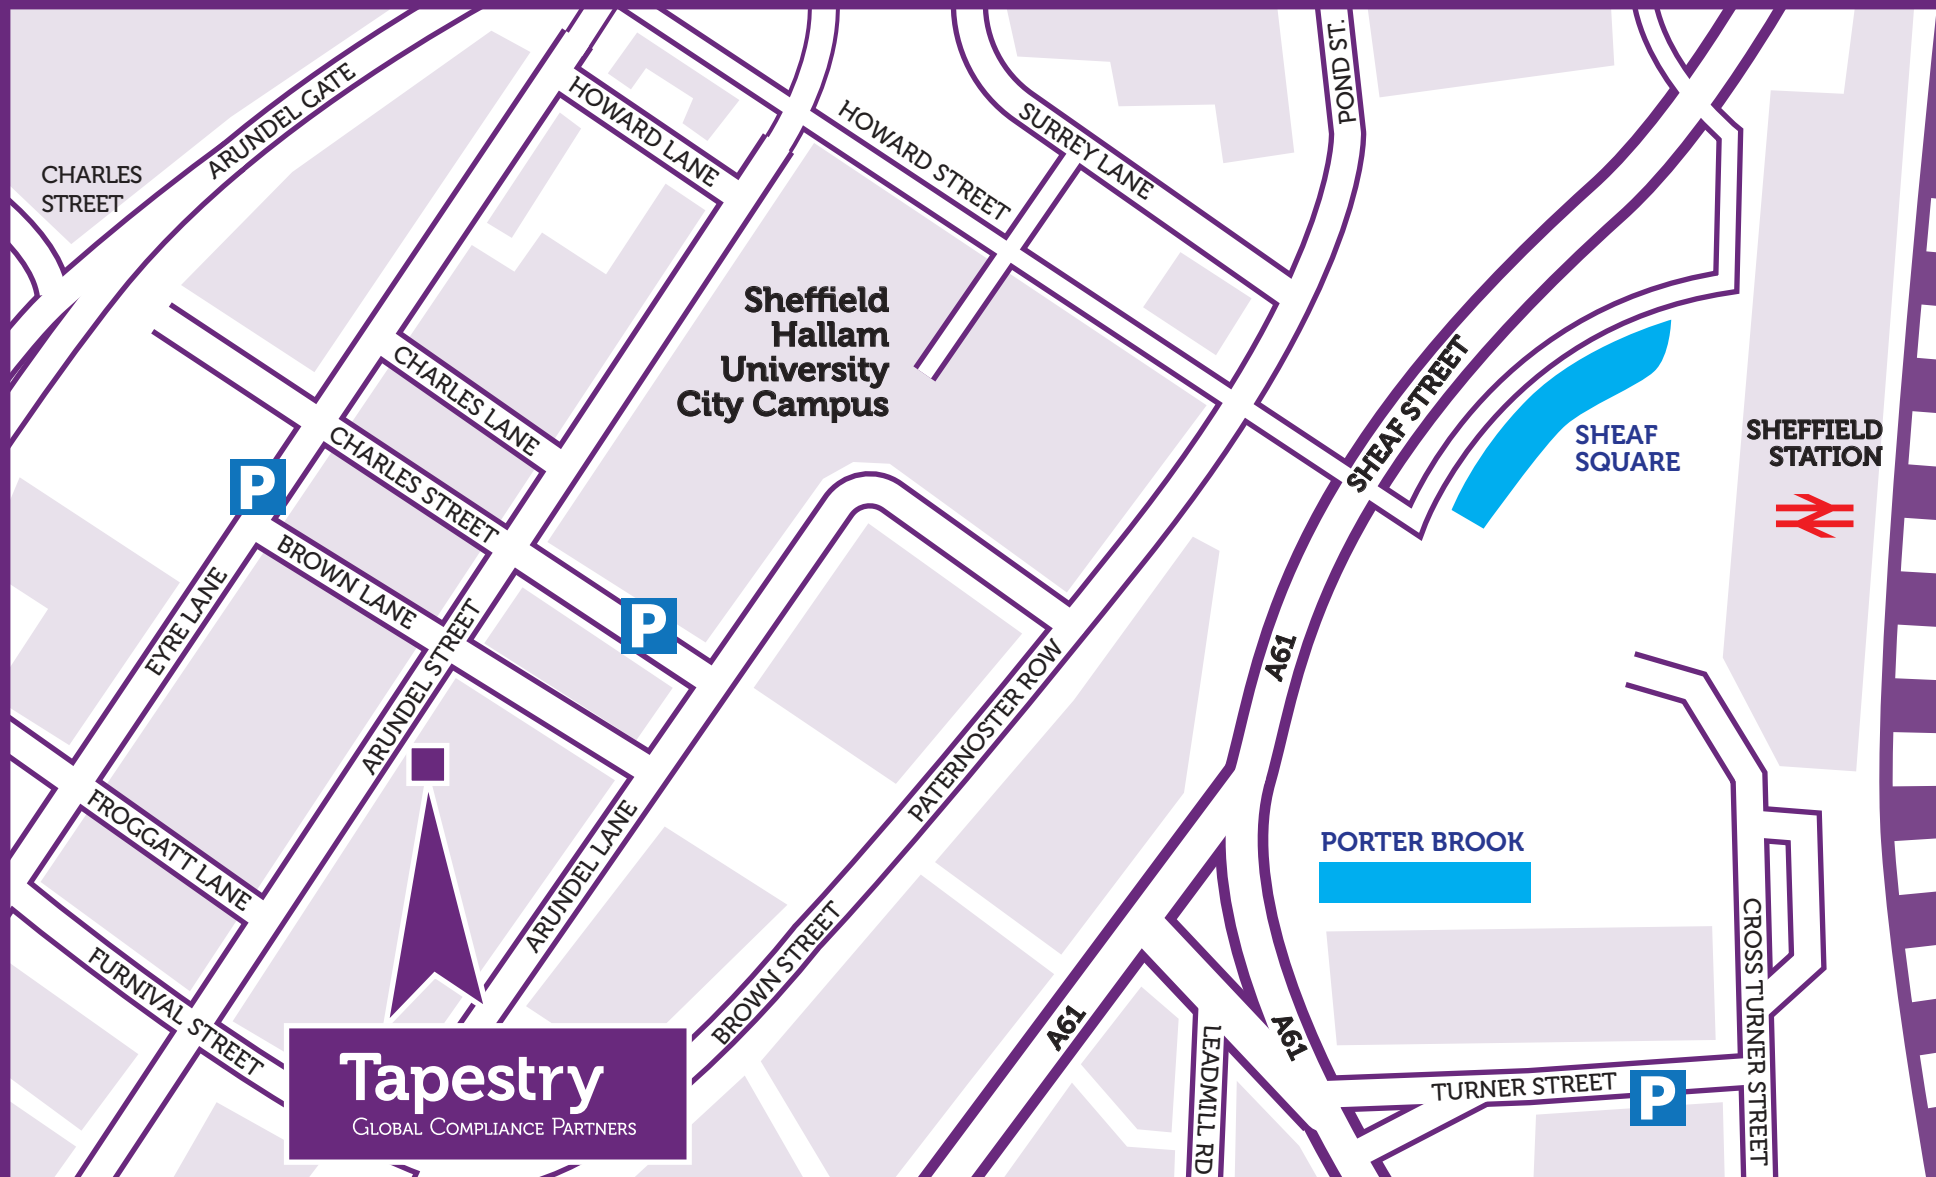 POND ST.
ARUNDEL GATE
HOWARD LANE
HOWARD STREET
SURREY LANE
CHARLES
STREET
Sheffield
Hallam
University
City Campus
CHARLES LANE
CHARLES STREET
SHEAF STREET
SHEAF
SQUARE
SHEFFIELD
STATION
P
BROWN LANE
EYRE LANE
ARUNDEL STREET
P
A61
PATERNOSTER ROW
FROGGATT LANE
ARUNDEL LANE
PORTER BROOK
BROWN STREET
CROSS TURNER STREET
FURNIVAL STREET
A61
A61
LEADMILL RD
TURNER STREET
P
Tapestry
GLOBAL COMPLIANCE PARTNERS